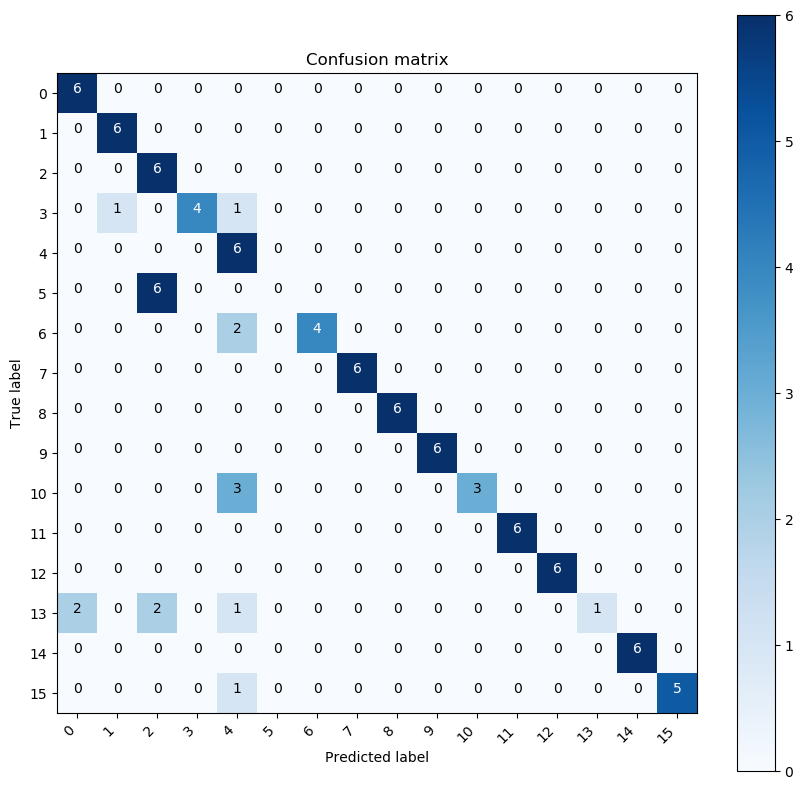 Confusion matrix
0 6 0 0 0 0 0 0 0 0 0 0 0 0 0 0 0
1 0 6 0 0 0 0 0 0 0 0 0 0 0 0 0 0
2 0 0 6 0 0 0 0 0 0 0 0 0 0 0 0 0
3 0 1 0 4 1 0 0 0 0 0 0 0 0 0 0 0
4 0 0 0 0 6 0 0 0 0 0 0 0 0 0 0 0
5 0 0 6 0 0 0 0 0 0 0 0 0 0 0 0 0
6 0 0 0 0 2 0 4 0 0 0 0 0 0 0 0 0
7 0 0 0 0 0 0 0 6 0 0 0 0 0 0 0 0
8 0 0 0 0 0 0 0 0 6 0 0 0 0 0 0 0
9 0 0 0 0 0 0 0 0 0 6 0 0 0 0 0 0
10 0 0 0 0 3 0 0 0 0 0 3 0 0 0 0 0
11 0 0 0 0 0 0 0 0 0 0 0 6 0 0 0 0
12 0 0 0 0 0 0 0 0 0 0 0 0 6 0 0 0
13 2 0 2 0 1 0 0 0 0 0 0 0 0 1 0 0
14 0 0 0 0 0 0 0 0 0 0 0 0 0 0 6 0
15 0 0 0 0 1 0 0 0 0 0 0 0 0 0 0 5
0 1 2 3 4 5 6 7 8 9 10 11 12 13 14 15
Predicted label
True label
6
5
4
3
2
1
0